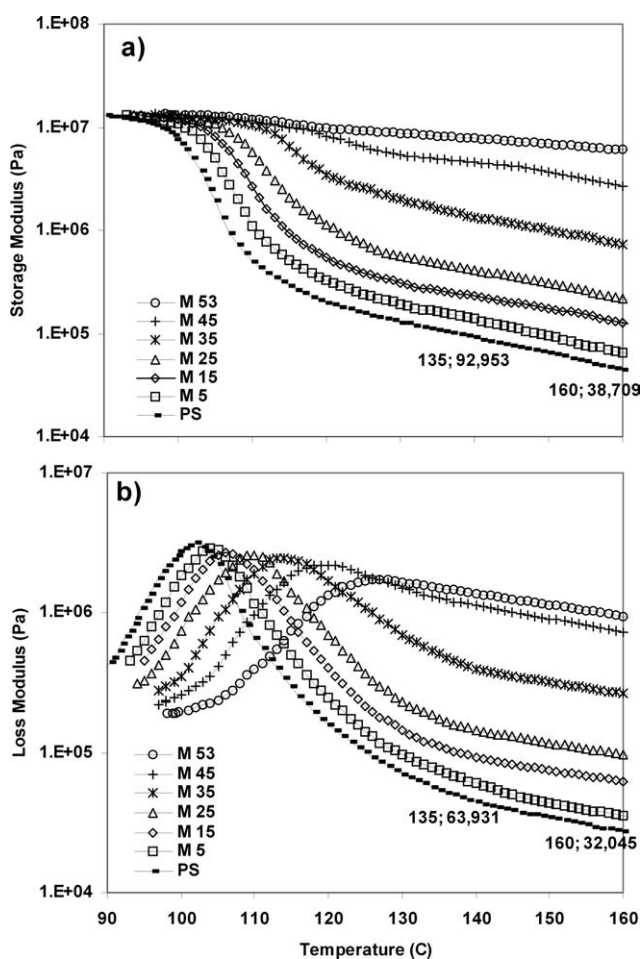 1.E+08
a)
1.E+07
1.E+06
1.E+05
1.E+04
Storage Modulus (Pa)
M 53
M 45
M 35
M 25
M 15
M 5
PS
135; 92,953
160; 38,709
1.E+07
b)
1.E+06
1.E+05
1.E+04
Loss Modulus (Pa)
M 53
M 45
M 35
M 25
M 15
M 5
PS
135; 63,931
160; 32,045
90 100 110 120 130 140 150 160
Temperature (C)